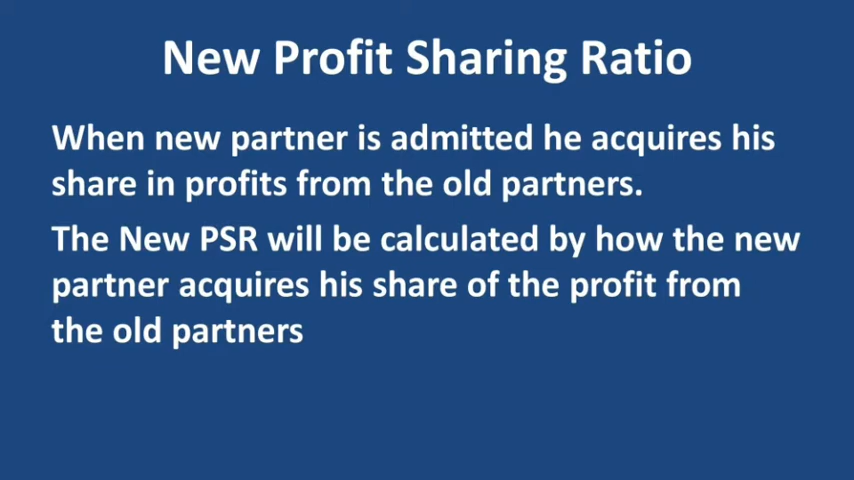 New Profit Sharing Ratio
When new partner is admitted he acquires his
share in profits from the old partners.
The New PSR will be calculated by how the new
partner acquires his share of the profit from
the old partners